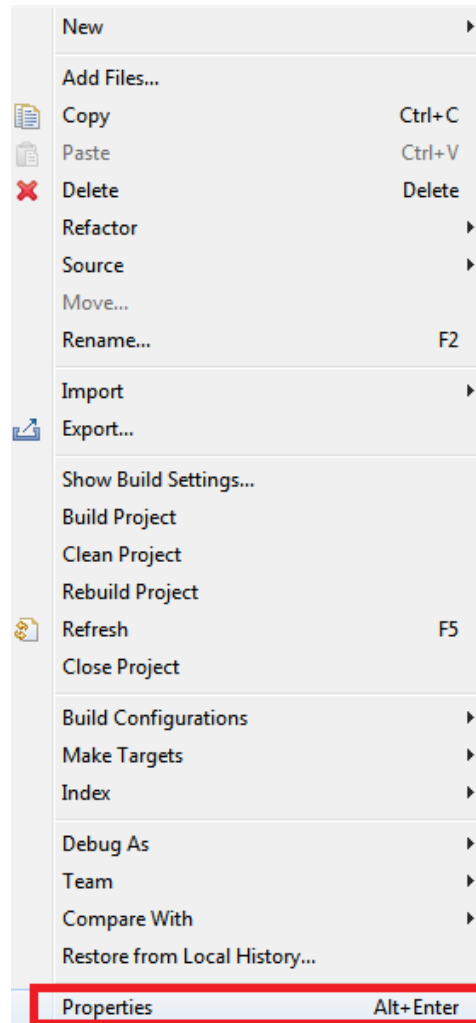 New
Add Files...
Copy Ctrl+C
Paste Ctrl+V
Delete Delete
Refactor
Source
Move...
Rename... F2
Import
Export...
Show Build Settings...
Build Project
Clean Project
Rebuild Project
Refresh F5
Close Project
Build Configurations
Make Targets
Index
Debug As
Team
Compare With
Restore from Local History...
Properties Alt+Enter